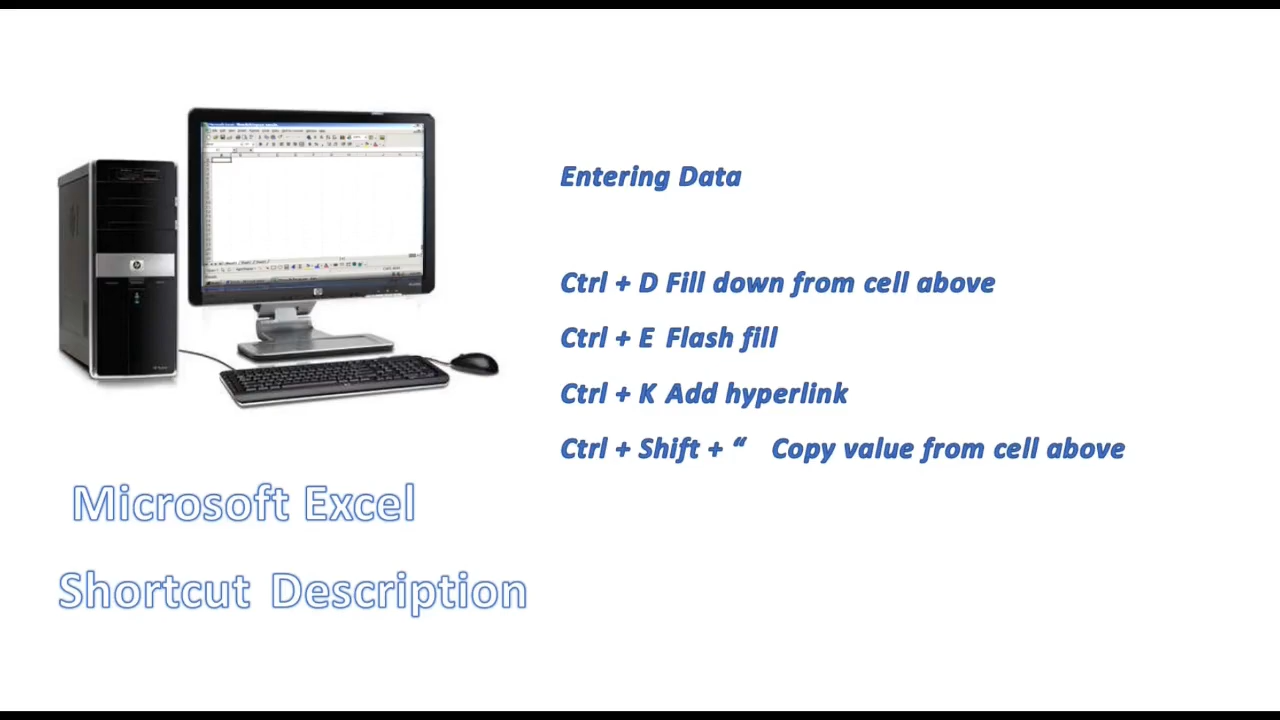 Entering Data
Ctrl + D Fill down from cell above
Ctrl + E Flash fill
Ctrl + K Add hyperlink
Ctrl + Shift + “ Copy value from cell above
Microsoft Excel
Shortcut Description